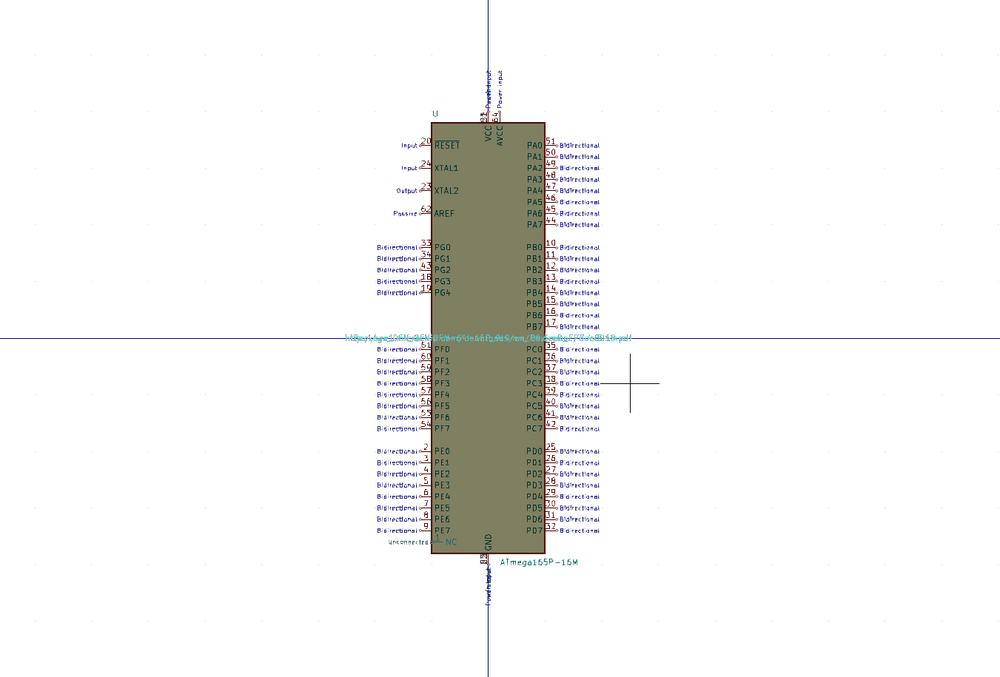 Power input
U
64
VCC
AVCC
Input 20 RESET PA0 51 Bidirectional
PA1 50 Bidirectional
Input 24 XTAL1 PA2 49 Bidirectional
PA3 48 Bidirectional
Output 23 XTAL2 PA4 47 Bidirectional
PA5 46 Bidirectional
Passive 62 AREF PA6 45 Bidirectional
PA7 44 Bidirectional
Bidirectional 33 PG0 PB0 10 Bidirectional
Bidirectional 34 PG1 PB1 11 Bidirectional
Bidirectional 43 PG2 PB2 12 Bidirectional
Bidirectional 18 PG3 PB3 13 Bidirectional
Bidirectional 19 PG4 PB4 14 Bidirectional
PB5 15 Bidirectional
PB6 16 Bidirectional
PB7 17 Bidirectional
Bidirectional 61 PF0 PC0 35 Bidirectional
Bidirectional 60 PF1 PC1 36 Bidirectional
Bidirectional 59 PF2 PC2 37 Bidirectional
Bidirectional 58 PF3 PC3 38 Bidirectional
Bidirectional 57 PF4 PC4 39 Bidirectional
Bidirectional 56 PF5 PC5 40 Bidirectional
Bidirectional 55 PF6 PC6 41 Bidirectional
Bidirectional 54 PF7 PC7 42 Bidirectional
Bidirectional 2 PE0 PD0 25 Bidirectional
Bidirectional 3 PE1 PD1 26 Bidirectional
Bidirectional 4 PE2 PD2 27 Bidirectional
Bidirectional 5 PE3 PD3 28 Bidirectional
Bidirectional 6 PE4 PD4 29 Bidirectional
Bidirectional 7 PE5 PD5 30 Bidirectional
Bidirectional 8 PE6 PD6 31 Bidirectional
Bidirectional 9 PE7 PD7 32 Bidirectional
Unconnected 1 NC
GND
ATmega165P-16M